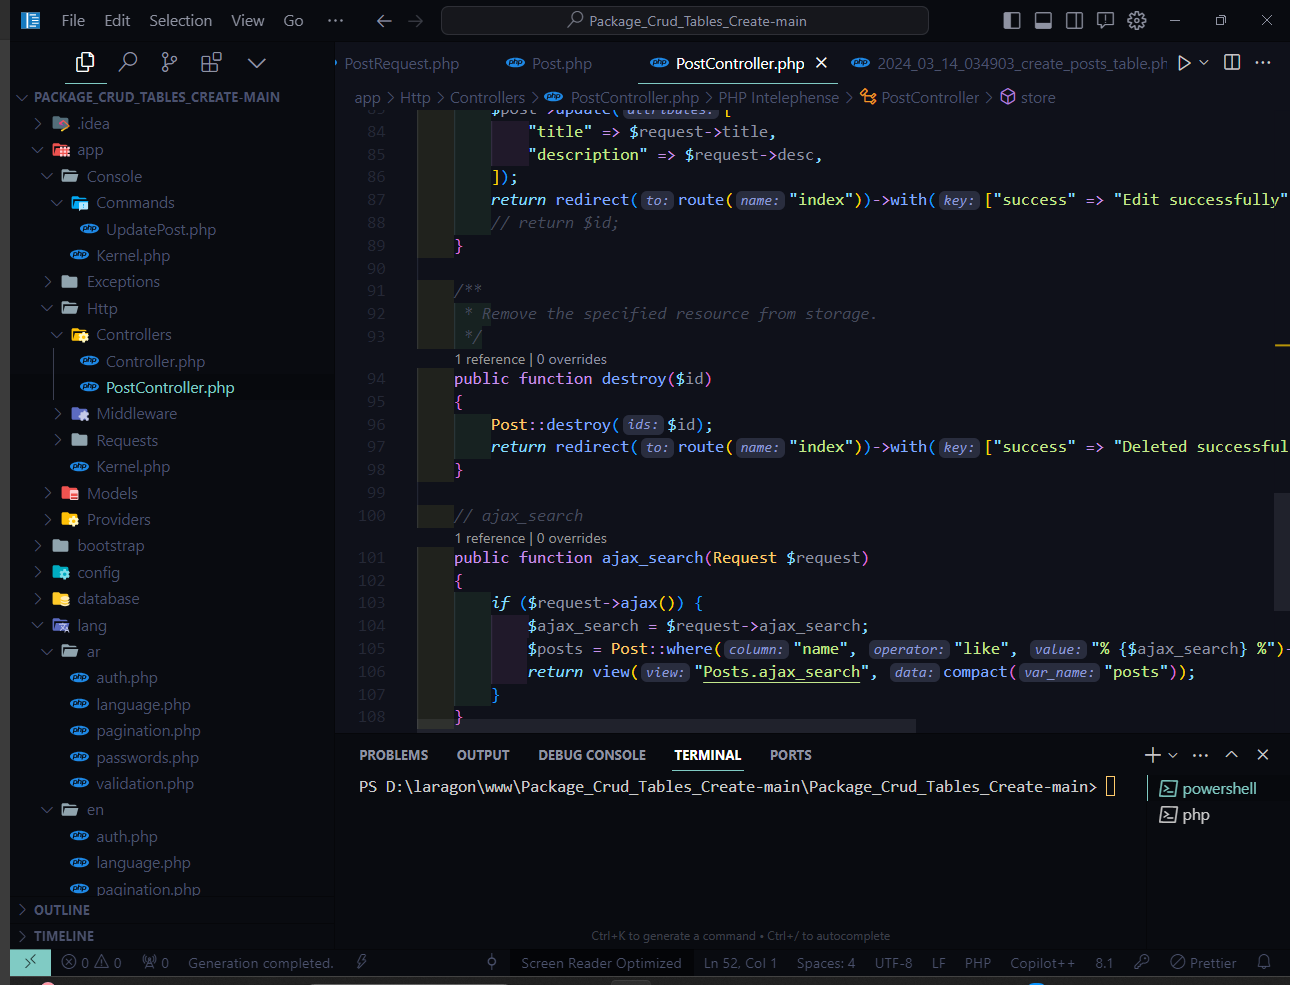 File Edit Selection View Go ··· Package_Crud_Tables_Create-main
PostRequest.php Post.php PostController.php 2024_03_14_034903_create_posts_table.ph
app > Http > Controllers > PostController.php > PHP Intelephense > PostController > store
PACKAGE_CRUD_TABLES_CREATE-MAIN
.idea
app
Console
Commands
UpdatePost.php
Kernel.php
Exceptions
Http
Controllers
Controller.php
PostController.php
Middleware
Requests
Kernel.php
Models
Providers
bootstrap
config
database
lang
ar
auth.php
language.php
pagination.php
passwords.php
validation.php
en
auth.php
language.php
pagination.php
OUTLINE
TIMELINE
83 $post->update(attributes: [
84 "title" => $request->title,
85 "description" => $request->desc,
86 ]);
87 return redirect(to: route(name: "index"))->with(key: ["success" => "Edit successfully"
88 // return $id;
89 }
90
91 /**
92 * Remove the specified resource from storage.
93 */
1 reference | 0 overrides
94 public function destroy($id)
95 {
96 Post::destroy(ids: $id);
97 return redirect(to: route(name: "index"))->with(key: ["success" => "Deleted successful
98 }
99
100 // ajax_search
1 reference | 0 overrides
101 public function ajax_search(Request $request)
102 {
103 if ($request->ajax()) {
104 $ajax_search = $request->ajax_search;
105 $posts = Post::where(column: "name", operator: "like", value: "% {$ajax_search} %")-
106 return view(view: "Posts.ajax_search", data: compact(var_name: "posts"));
107 }
108 }
PROBLEMS OUTPUT DEBUG CONSOLE TERMINAL PORTS
PS D:\laragon\www\Package_Crud_Tables_Create-main\Package_Crud_Tables_Create-main>
powershell
php
Ctrl+K to generate a command • Ctrl+/ to autocomplete
0 0 0 Generation completed. Screen Reader Optimized Ln 52, Col 1 Spaces: 4 UTF-8 LF PHP Copilot++ 8.1 Prettier